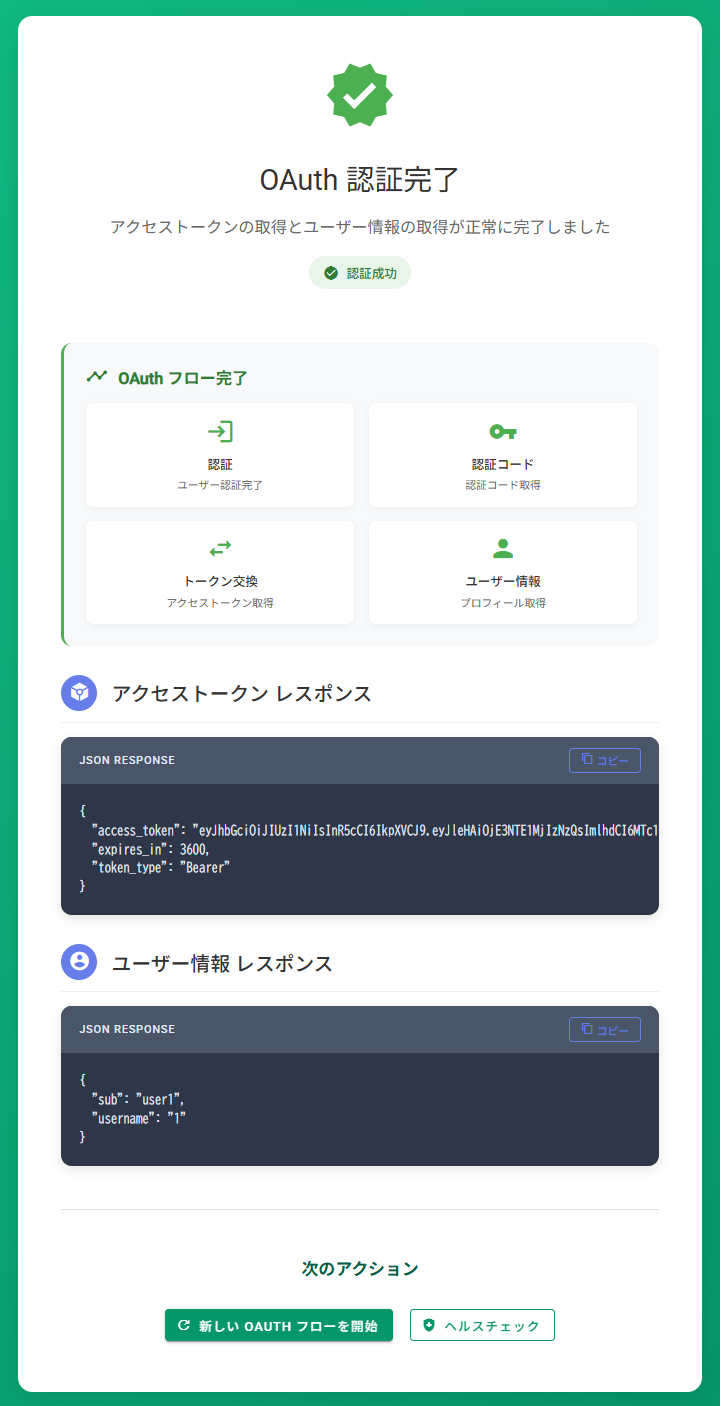 OAuth 認証完了
アクセストークンの取得とユーザー情報の取得が正常に完了しました
認証成功
OAuth フロー完了
認証
ユーザー認証完了
認証コード
認証コード取得
トークン交換
アクセストークン取得
ユーザー情報
プロフィール取得
アクセストークン レスポンス
JSON RESPONSE
コピー
{
"access_token": "eyJhbGciOiJIUzI1NiIsInR5cCI6IkpXVCJ9.eyJleHAiOjE3NTE1MjIzNzQsImlhdCI6MTc1
"expires_in": 3600,
"token_type": "Bearer"
}
ユーザー情報 レスポンス
JSON RESPONSE
コピー
{
"sub": "user1",
"username": "1"
}
次のアクション
新しい OAUTH フローを開始
ヘルスチェック